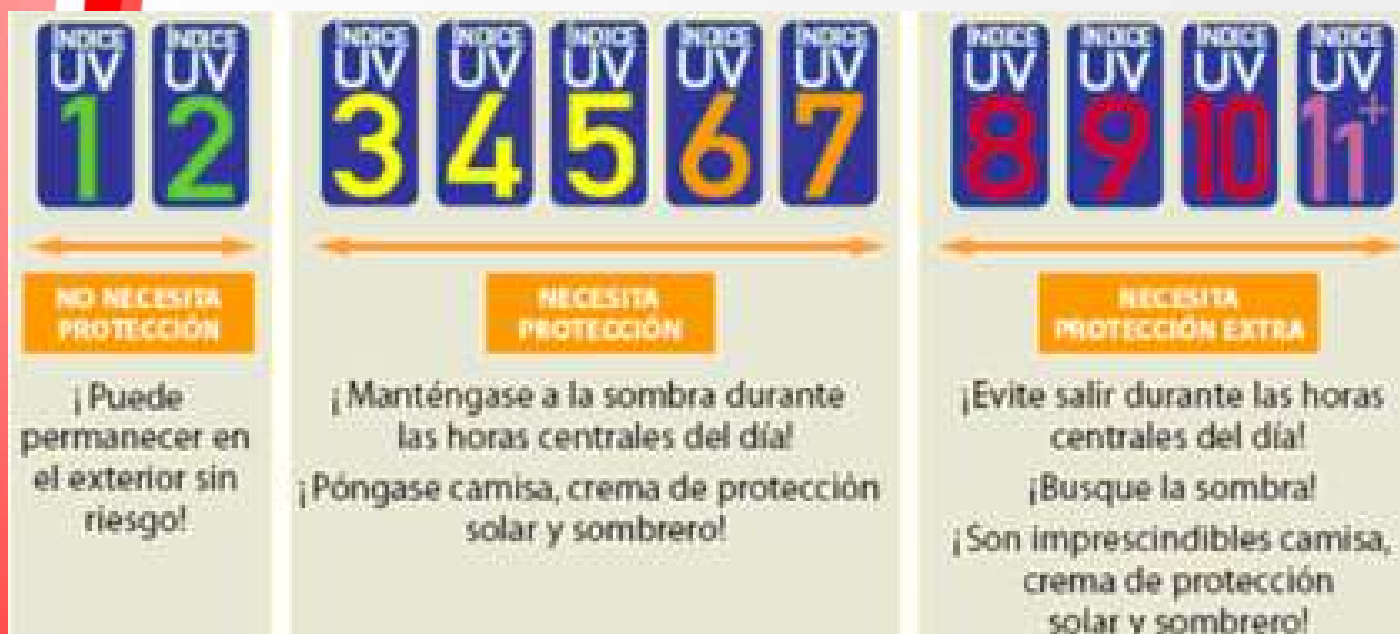 ÍNDICE
UV
1
ÍNDICE
UV
2
ÍNDICE
UV
3
ÍNDICE
UV
4
ÍNDICE
UV
5
ÍNDICE
UV
6
ÍNDICE
UV
7
ÍNDICE
UV
8
ÍNDICE
UV
9
ÍNDICE
UV
10
ÍNDICE
UV
11+
NO NECESITA
PROTECCIÓN
¡Puede
permanecer en
el exterior sin
riesgo!
NECESITA
PROTECCIÓN
¡Manténgase a la sombra durante
las horas centrales del día!
¡Póngase camisa, crema de protección
solar y sombrero!
NECESITA
PROTECCIÓN EXTRA
¡Evite salir durante las horas
centrales del día!
¡Busque la sombra!
¡Son imprescindibles camisa,
crema de protección
solar y sombrero!